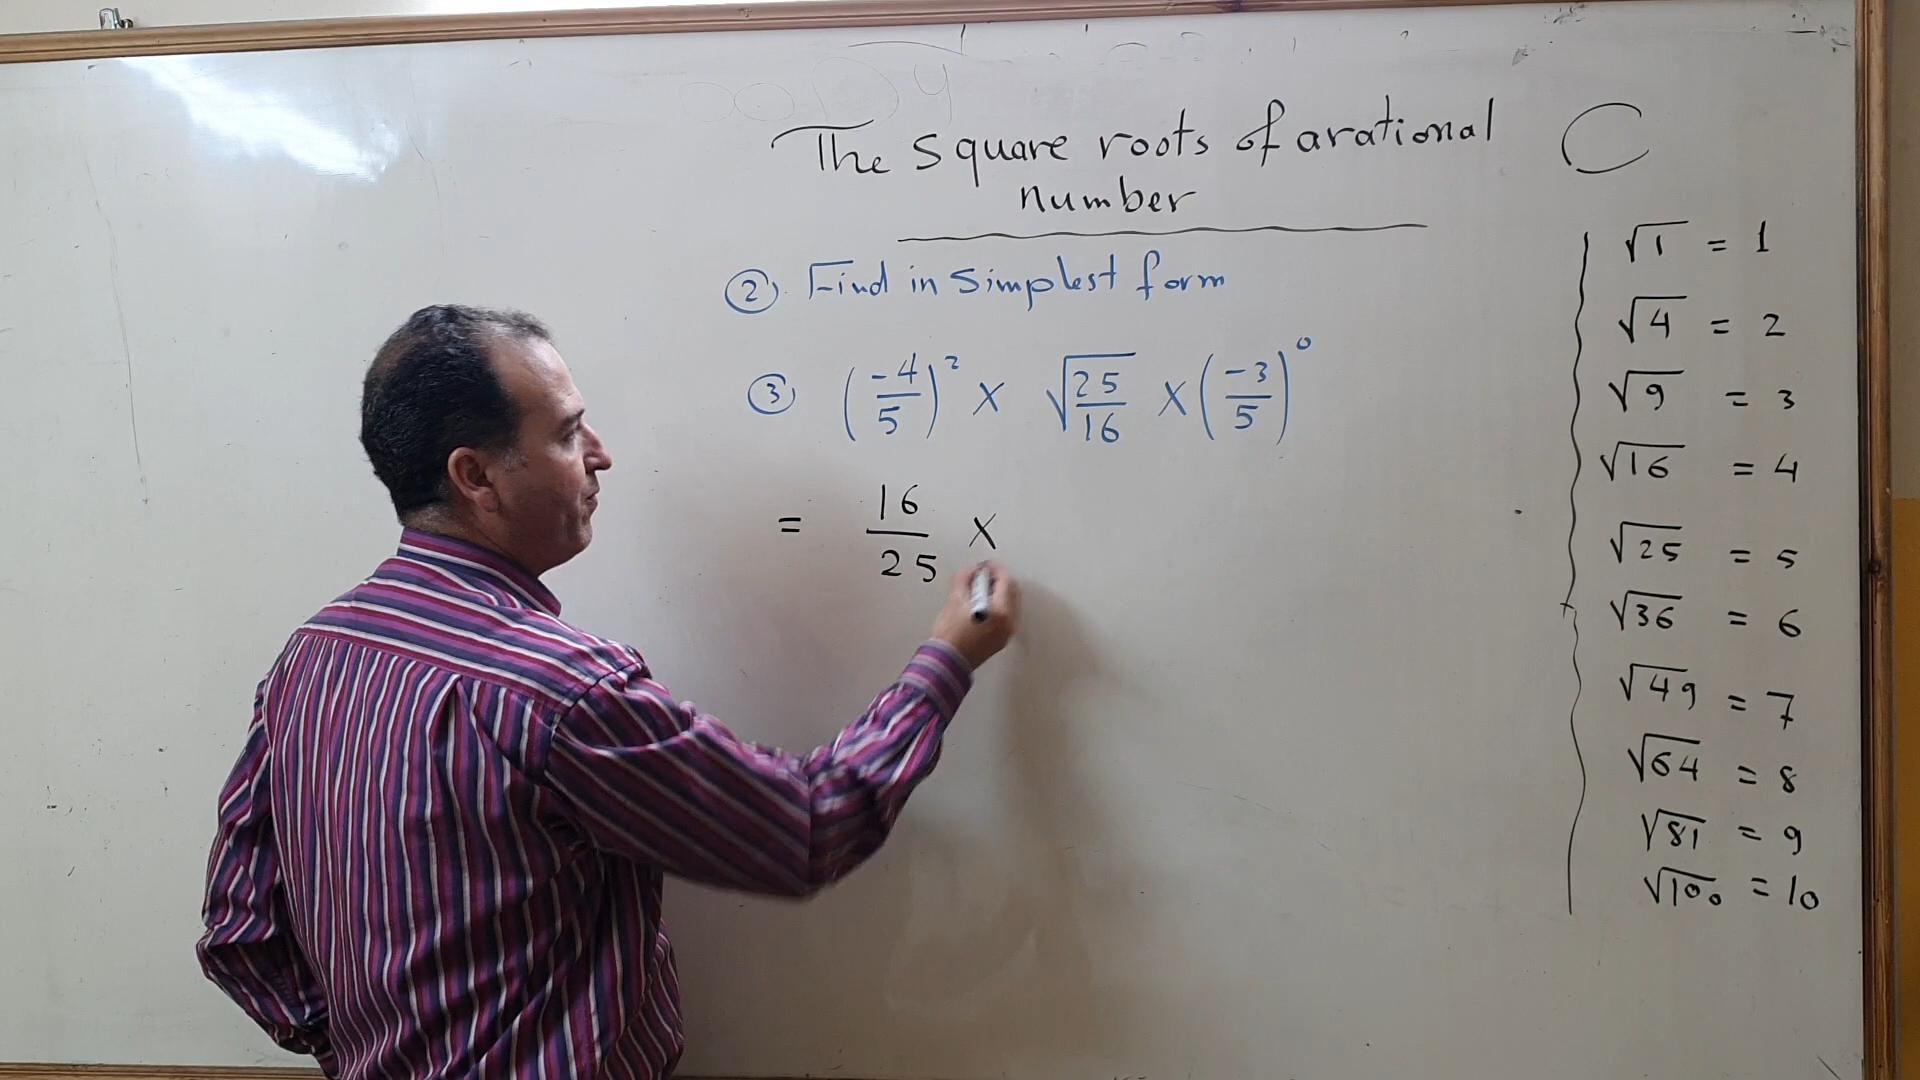 The square roots of arational
number
② Find in simplest form
③ (-4/5)² × √(25/16) × (-3/5)⁰
= 16/25 ×
C
√1 = 1
√4 = 2
√9 = 3
√16 = 4
√25 = 5
√36 = 6
√49 = 7
√64 = 8
√81 = 9
√100 = 10